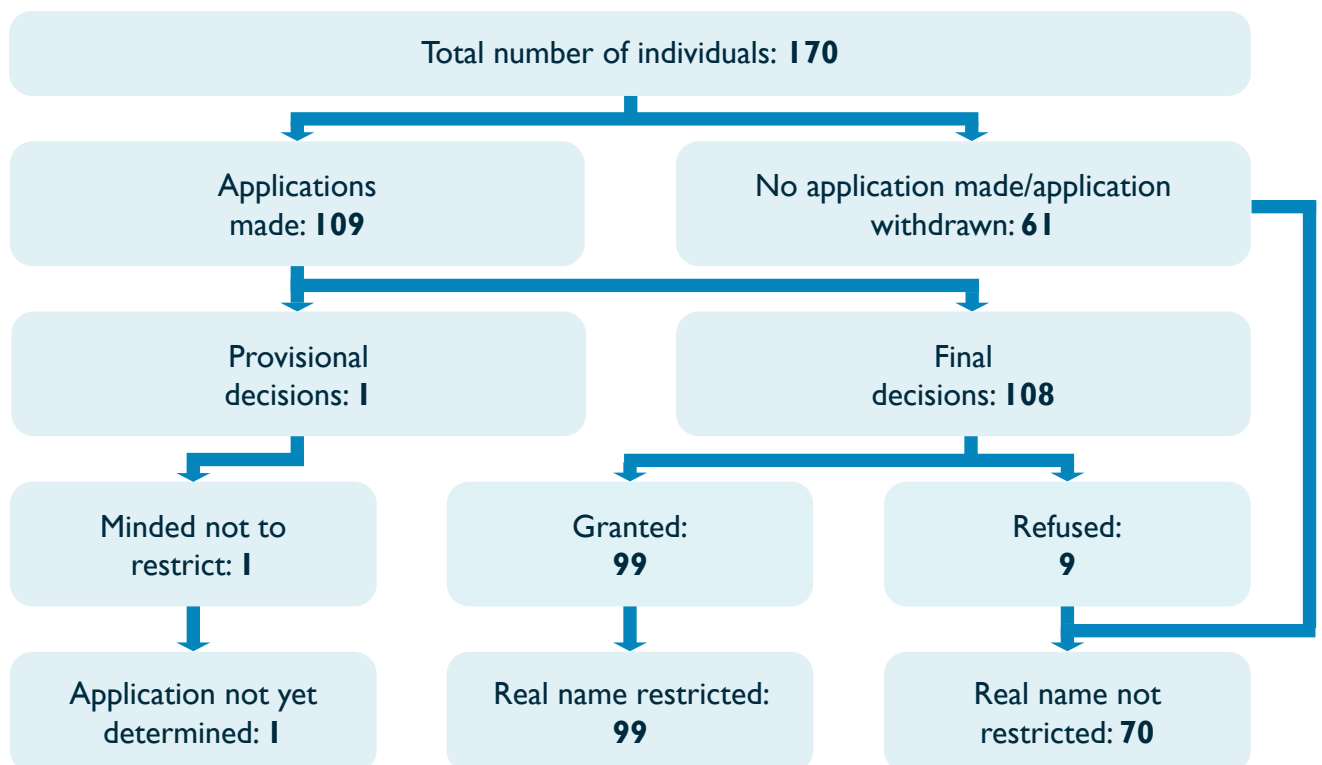 Total number of individuals: 170
Applications
made: 109
No application made/application
withdrawn: 61
Provisional
decisions: 1
Final
decisions: 108
Minded not to
restrict: 1
Granted:
99
Refused:
9
Application not yet
determined: 1
Real name restricted:
99
Real name not
restricted: 70